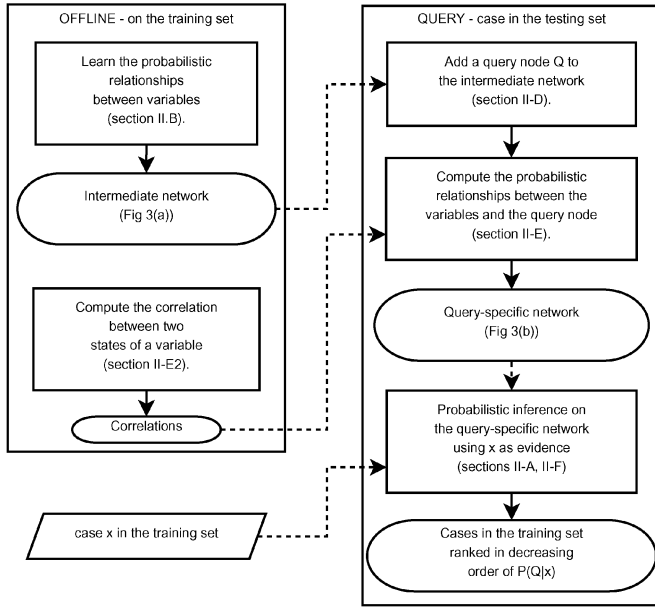 OFFLINE - on the training set
Learn the probabilistic
relationships
between variables
(section II.B).
Intermediate network
(Fig 3(a))
Compute the correlation
between two
states of a variable
(section II-E2).
Correlations
case x in the training set
QUERY - case in the testing set
Add a query node Q to
the intermediate network
(section II-D).
Compute the probabilistic
relationships between the
variables and the query node
(section II-E).
Query-specific network
(Fig 3(b))
Probabilistic inference on
the query-specific network
using x as evidence
(sections II-A, II-F)
Cases in the training set
ranked in decreasing
order of P(Q|x)